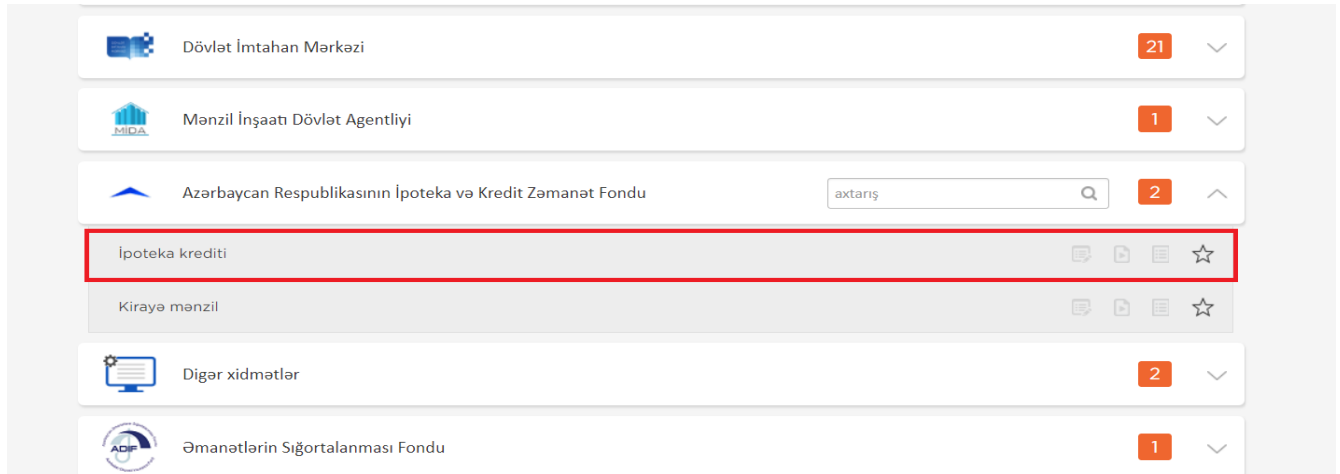 Dövlət İmtahan Mərkəzi
21
MİDA
Mənzil İnşaatı Dövlət Agentliyi
1
Azərbaycan Respublikasının İpoteka və Kredit Zəmanət Fondu
axtarış
2
İpoteka krediti
Kirayə mənzil
Digər xidmətlər
2
ADIF
Əmanətlərin Sığortalanması Fondu
1